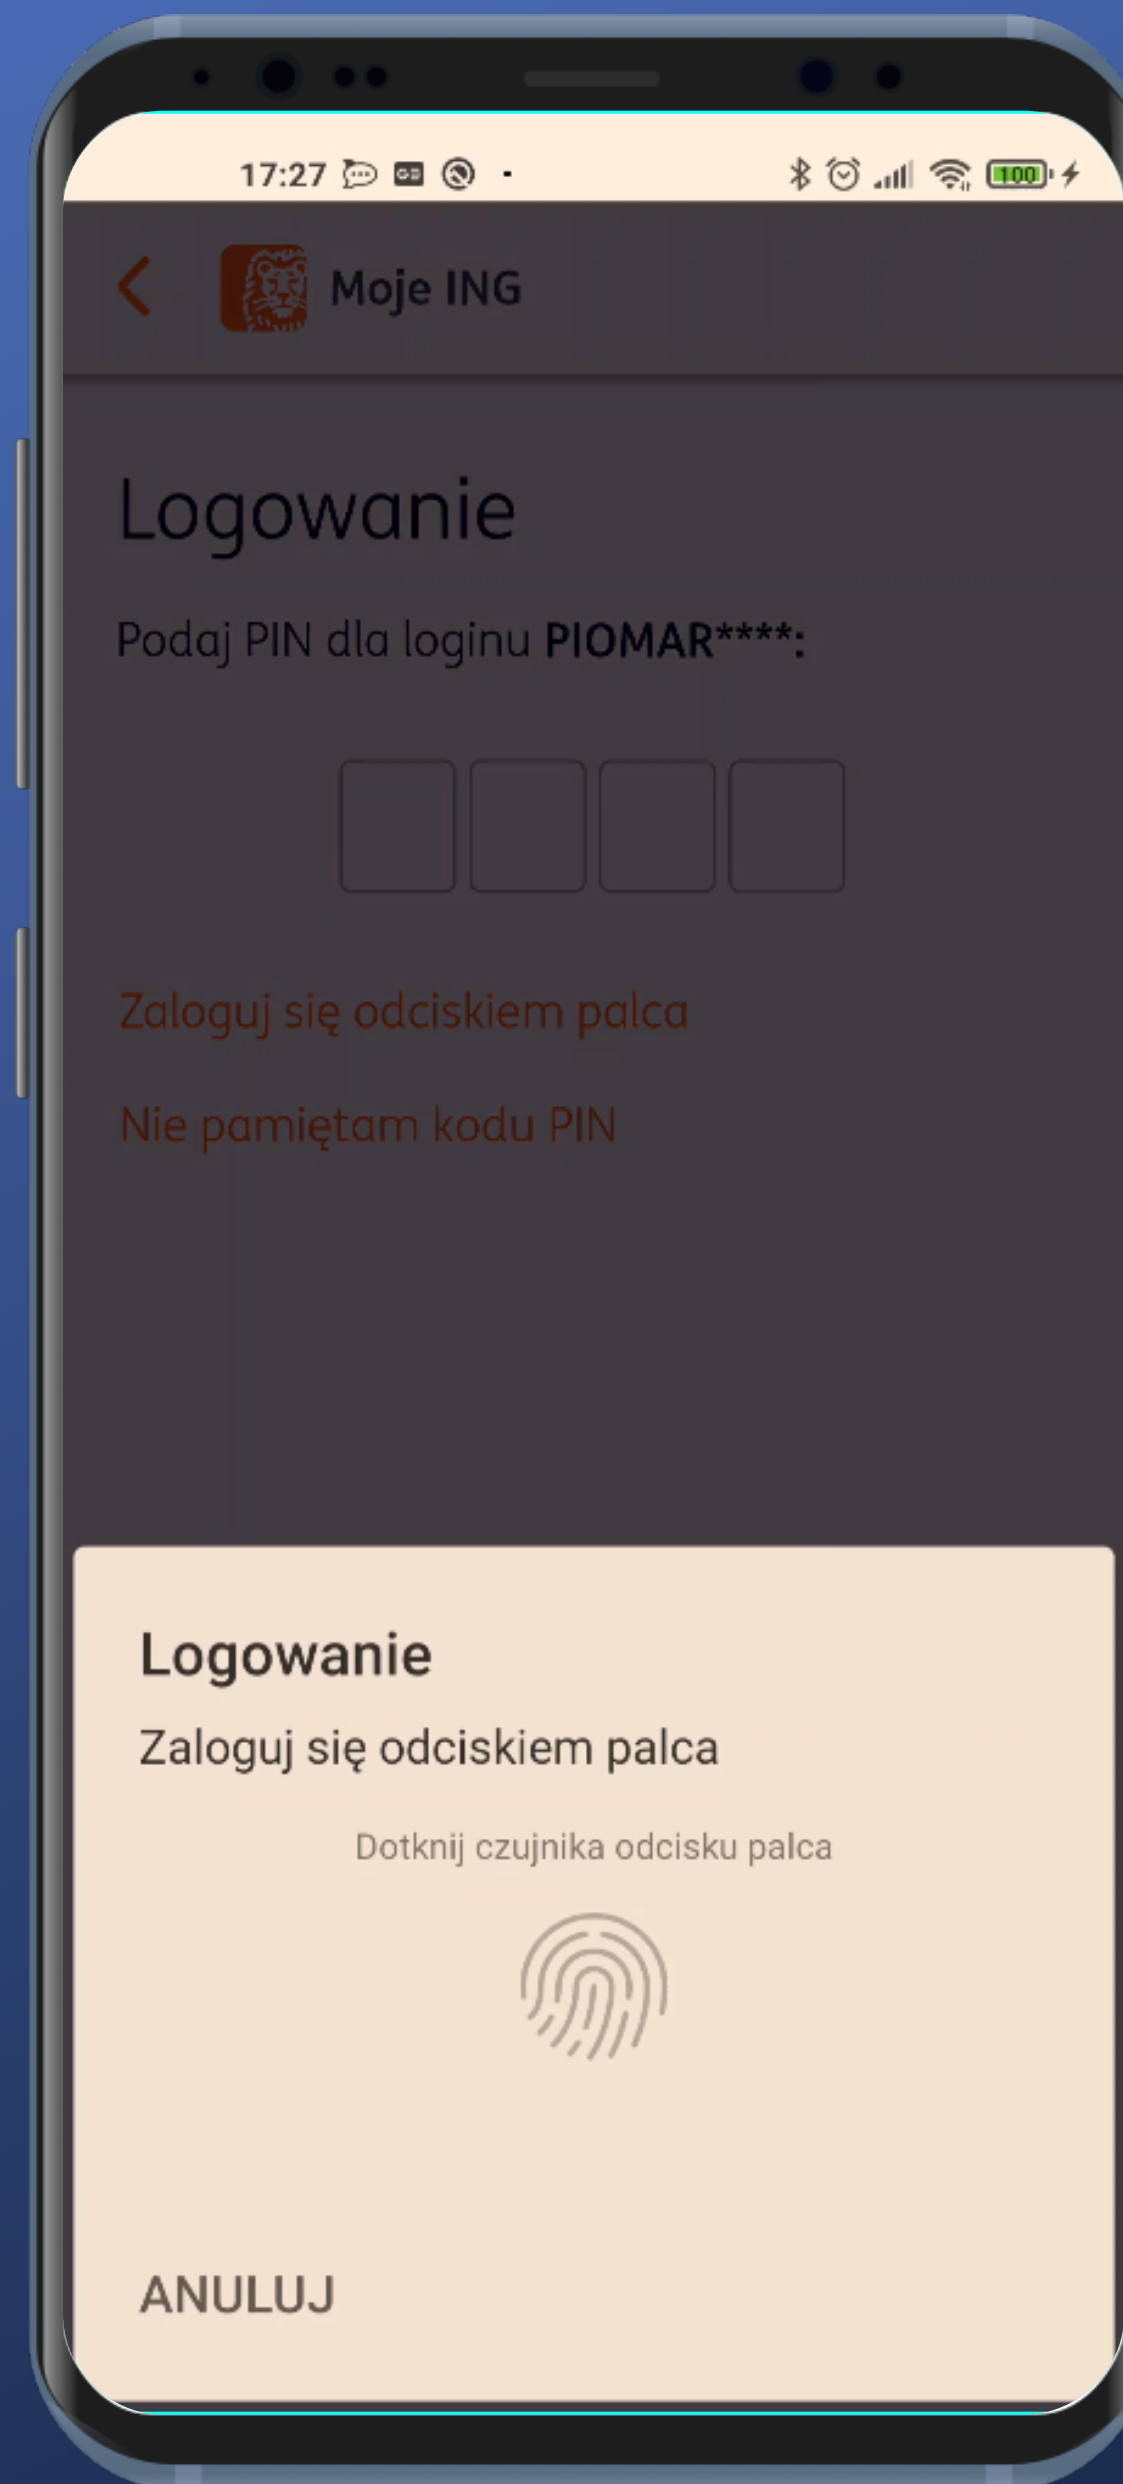 17:27
100
Moje ING
Logowanie
Podaj PIN dla loginu PIOMAR****:
Zaloguj się odciskiem palca
Nie pamiętam kodu PIN
Logowanie
Zaloguj się odciskiem palca
Dotknij czujnika odcisku palca
ANULUJ